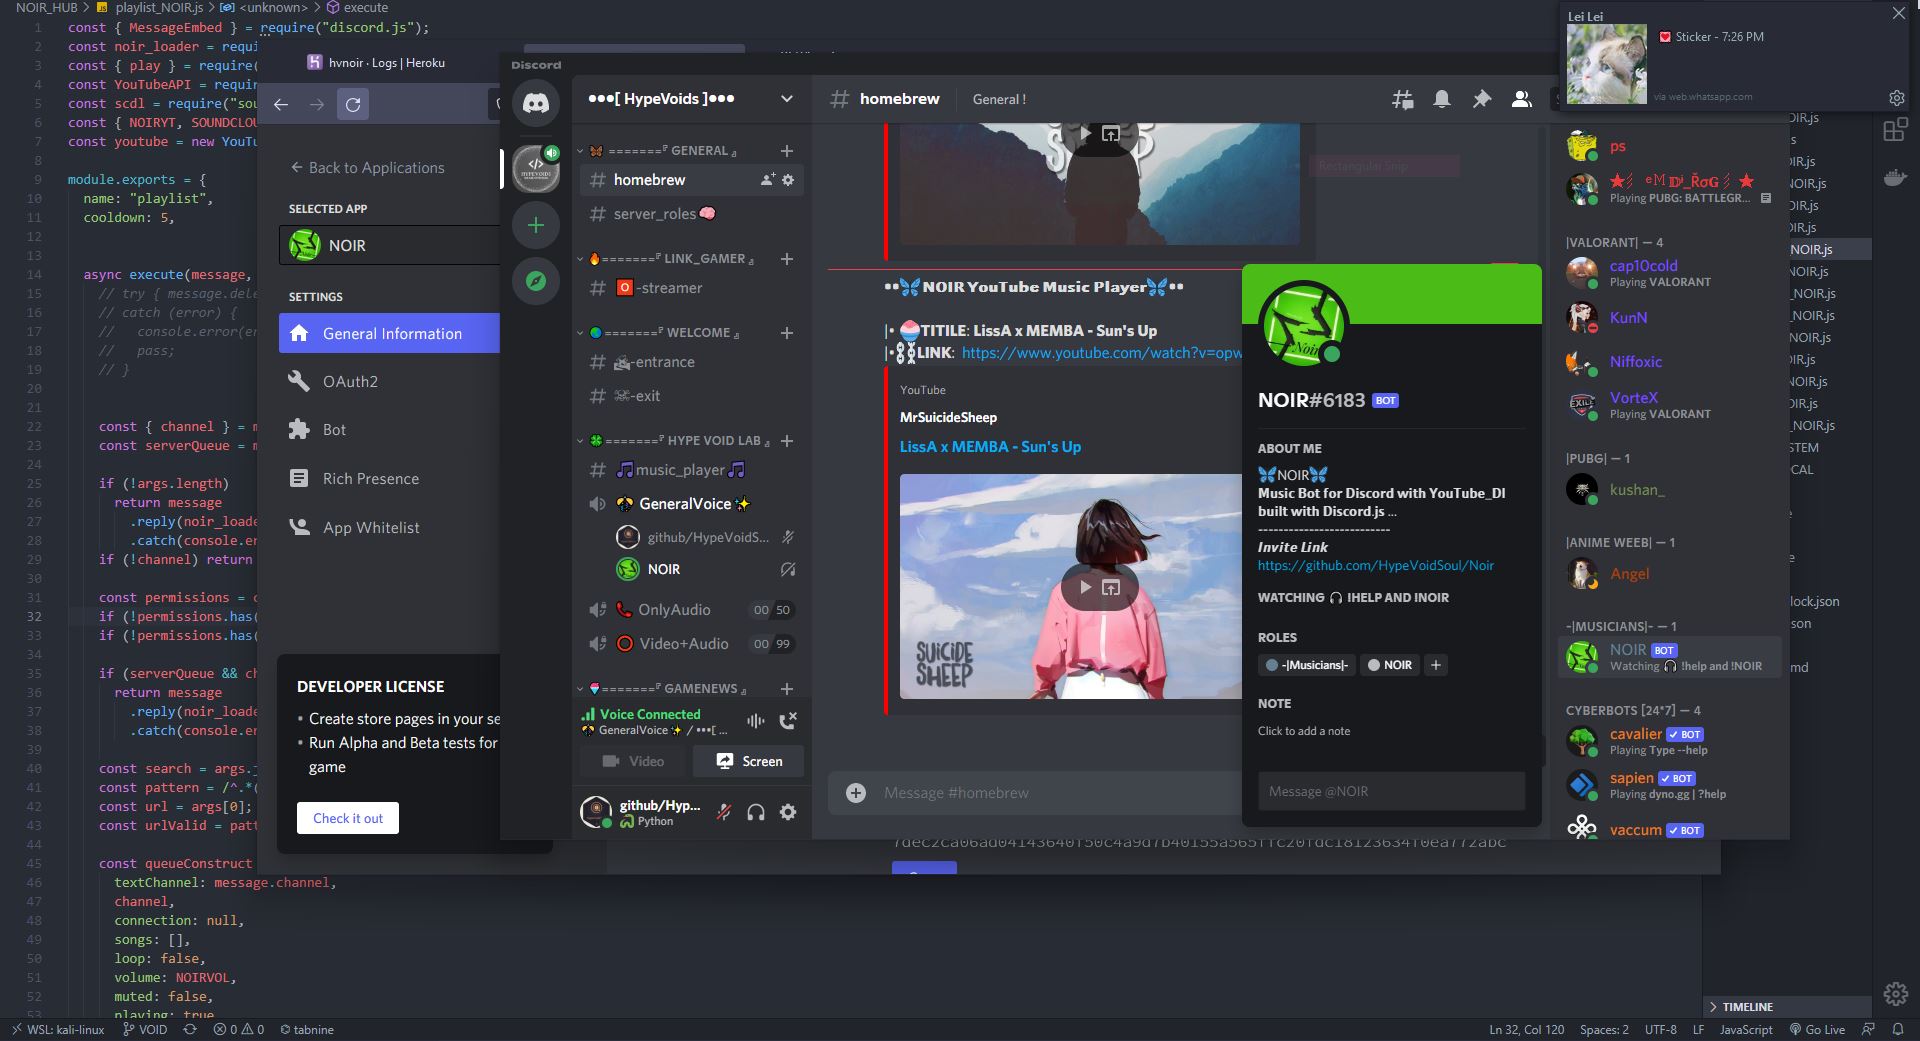 NOIR_HUB > playlist_NOIR.js > <unknown> > execute
1 const { MessageEmbed } = require("discord.js");
2 const noir_loader = requi
3 const { play } = require(
4 const YouTubeAPI = requir
5 const scdl = require("sou
6 const { NOIRYT, SOUNDCLOU
7 const youtube = new YouTu
8
9 module.exports = {
10 name: "playlist",
11 cooldown: 5,
12
13
14 async execute(message,
15 // try { message.dele
16 // catch (error) {
17 // console.error(er
18 // pass;
19 // }
20
21
22 const { channel } = m
23 const serverQueue = m
24
25 if (!args.length)
26 return message
27 .reply(noir_loade
28 .catch(console.er
29 if (!channel) return
30
31 const permissions = c
32 if (!permissions.has(
33 if (!permissions.has(
34
35 if (serverQueue && ch
36 return message
37 .reply(noir_loade
38 .catch(console.er
39
40 const search = args.
41 const pattern = /^.*(
42 const url = args[0];
43 const urlValid = patt
44
45 const queueConstruct
46 textChannel: message.channel,
47 channel,
48 connection: null,
49 songs: [],
50 loop: false,
51 volume: NOIRVOL,
52 muted: false,
53 playing: true
WSL: kali-linux VOID 0 0 tabnine
Ln 32, Col 120 Spaces: 2 UTF-8 LF JavaScript Go Live
hvnoir · Logs | Heroku
← Back to Applications
SELECTED APP
NOIR
SETTINGS
General Information
OAuth2
Bot
Rich Presence
App Whitelist
DEVELOPER LICENSE
• Create store pages in your se
• Run Alpha and Beta tests for
game
Check it out
Discord
•••[ HypeVoids ]•••
🦋 =======『 GENERAL 』
# homebrew
# server_roles🧠
🔥=======『 LINK_GAMER 』
# 🅾-streamer
=======『 WELCOME 』
# -entrance
# ☠-exit
🍀=======『 HYPE VOID LAB 』
# 🎵music_player🎵
GeneralVoice✨
github/HypeVoidS...
NOIR
📞OnlyAudio 00 50
⭕ Video+Audio 00 99
🍧=======『 GAMENEWS 』
Voice Connected
GeneralVoice✨ / •••[ ...
Video
Screen
github/Hyp...
Python
# homebrew General !
Rectangular Snip
••🦋NOIR YouTube Music Player🦋••
|• 🍧TITILE: LissA x MEMBA - Sun's Up
|•⛓LINK: https://www.youtube.com/watch?v=opw
YouTube
MrSuicideSheep
LissA x MEMBA - Sun's Up
SUICIDE
SHEEP
Message #homebrew
7dec2ca06ad04143640f50c4a9d7b40155a565ffc20fdc18123634f0ea772abc
Noir
NOIR#6183 BOT
ABOUT ME
🦋NOIR🦋
Music Bot for Discord with YouTube_Dl
built with Discord.js ...
--------------------------
Invite Link
https://github.com/HypeVoidSoul/Noir
WATCHING 🎧 !HELP AND !NOIR
ROLES
-|Musicians|- NOIR +
NOTE
Click to add a note
Message @NOIR
Lei Lei
💟 Sticker - 7:26 PM
via web.whatsapp.com
ps
Playing PUBG: BATTLEGR...
|VALORANT| — 4
cap10cold
Playing VALORANT
KunN
Niffoxic
VorteX
Playing VALORANT
|PUBG| — 1
kushan_
|ANIME WEEB| — 1
Angel
-|MUSICIANS|- — 1
NOIR BOT
Watching 🎧 !help and !NOIR
CYBERBOTS [24*7] — 4
cavalier ✓ BOT
Playing Type --help
sapien ✓ BOT
Playing dyno.gg | ?help
vaccum ✓ BOT
OIR.js
s
IR.js
NOIR.js
OIR.js
IR.js
_NOIR.js
NOIR.js
_NOIR.js
OIR.js
NOIR.js
IR.js
NOIR.js
IR.js
_NOIR.js
STEM
CAL
lock.json
son
md
TIMELINE